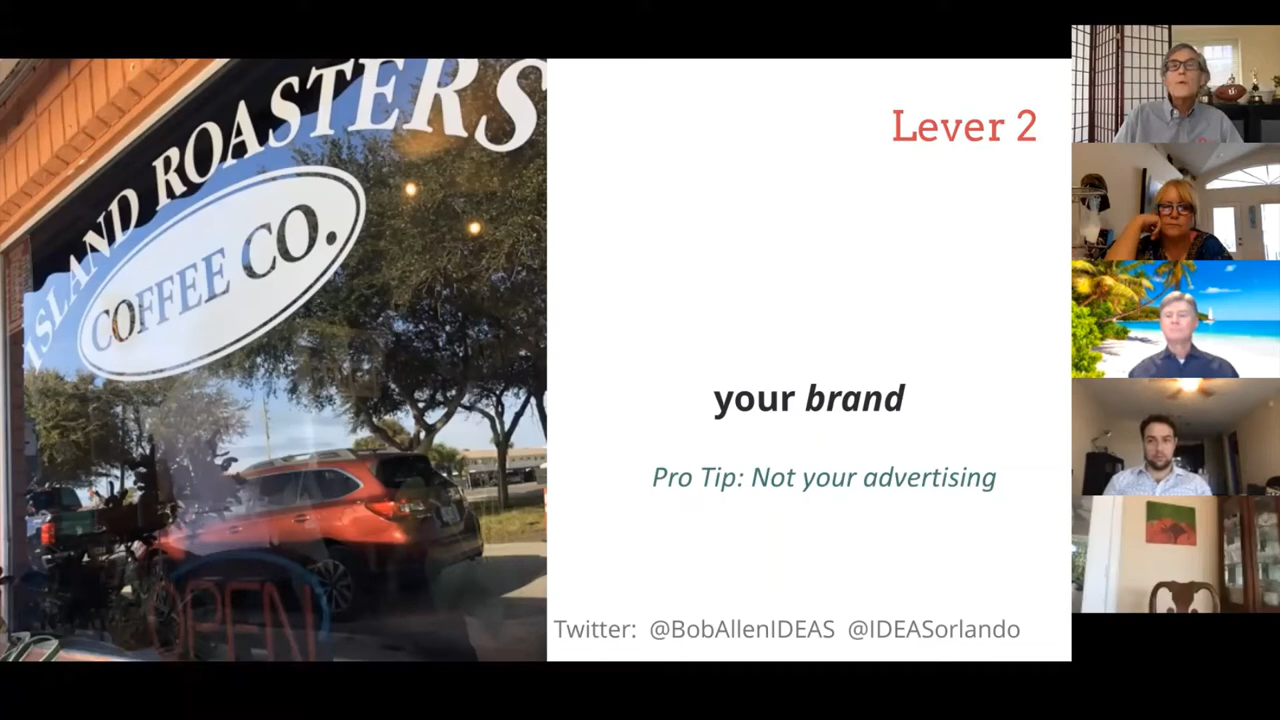 ISLAND ROASTERS
COFFEE CO.
OPEN
Lever 2
your brand
Pro Tip: Not your advertising
Twitter: @BobAllenIDEAS @IDEASorlando